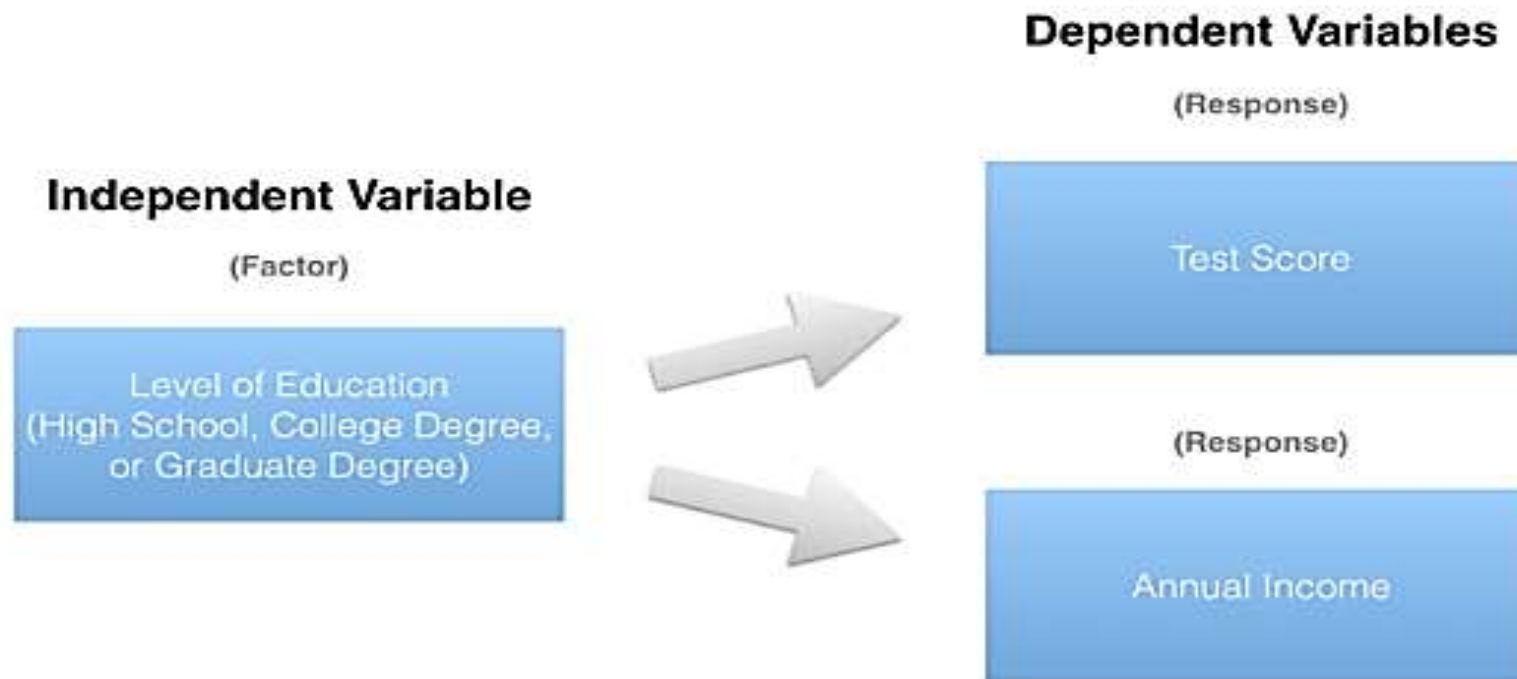 Independent Variable
(Factor)
Level of Education
(High School, College Degree,
or Graduate Degree)
Dependent Variables
(Response)
Test Score
(Response)
Annual Income